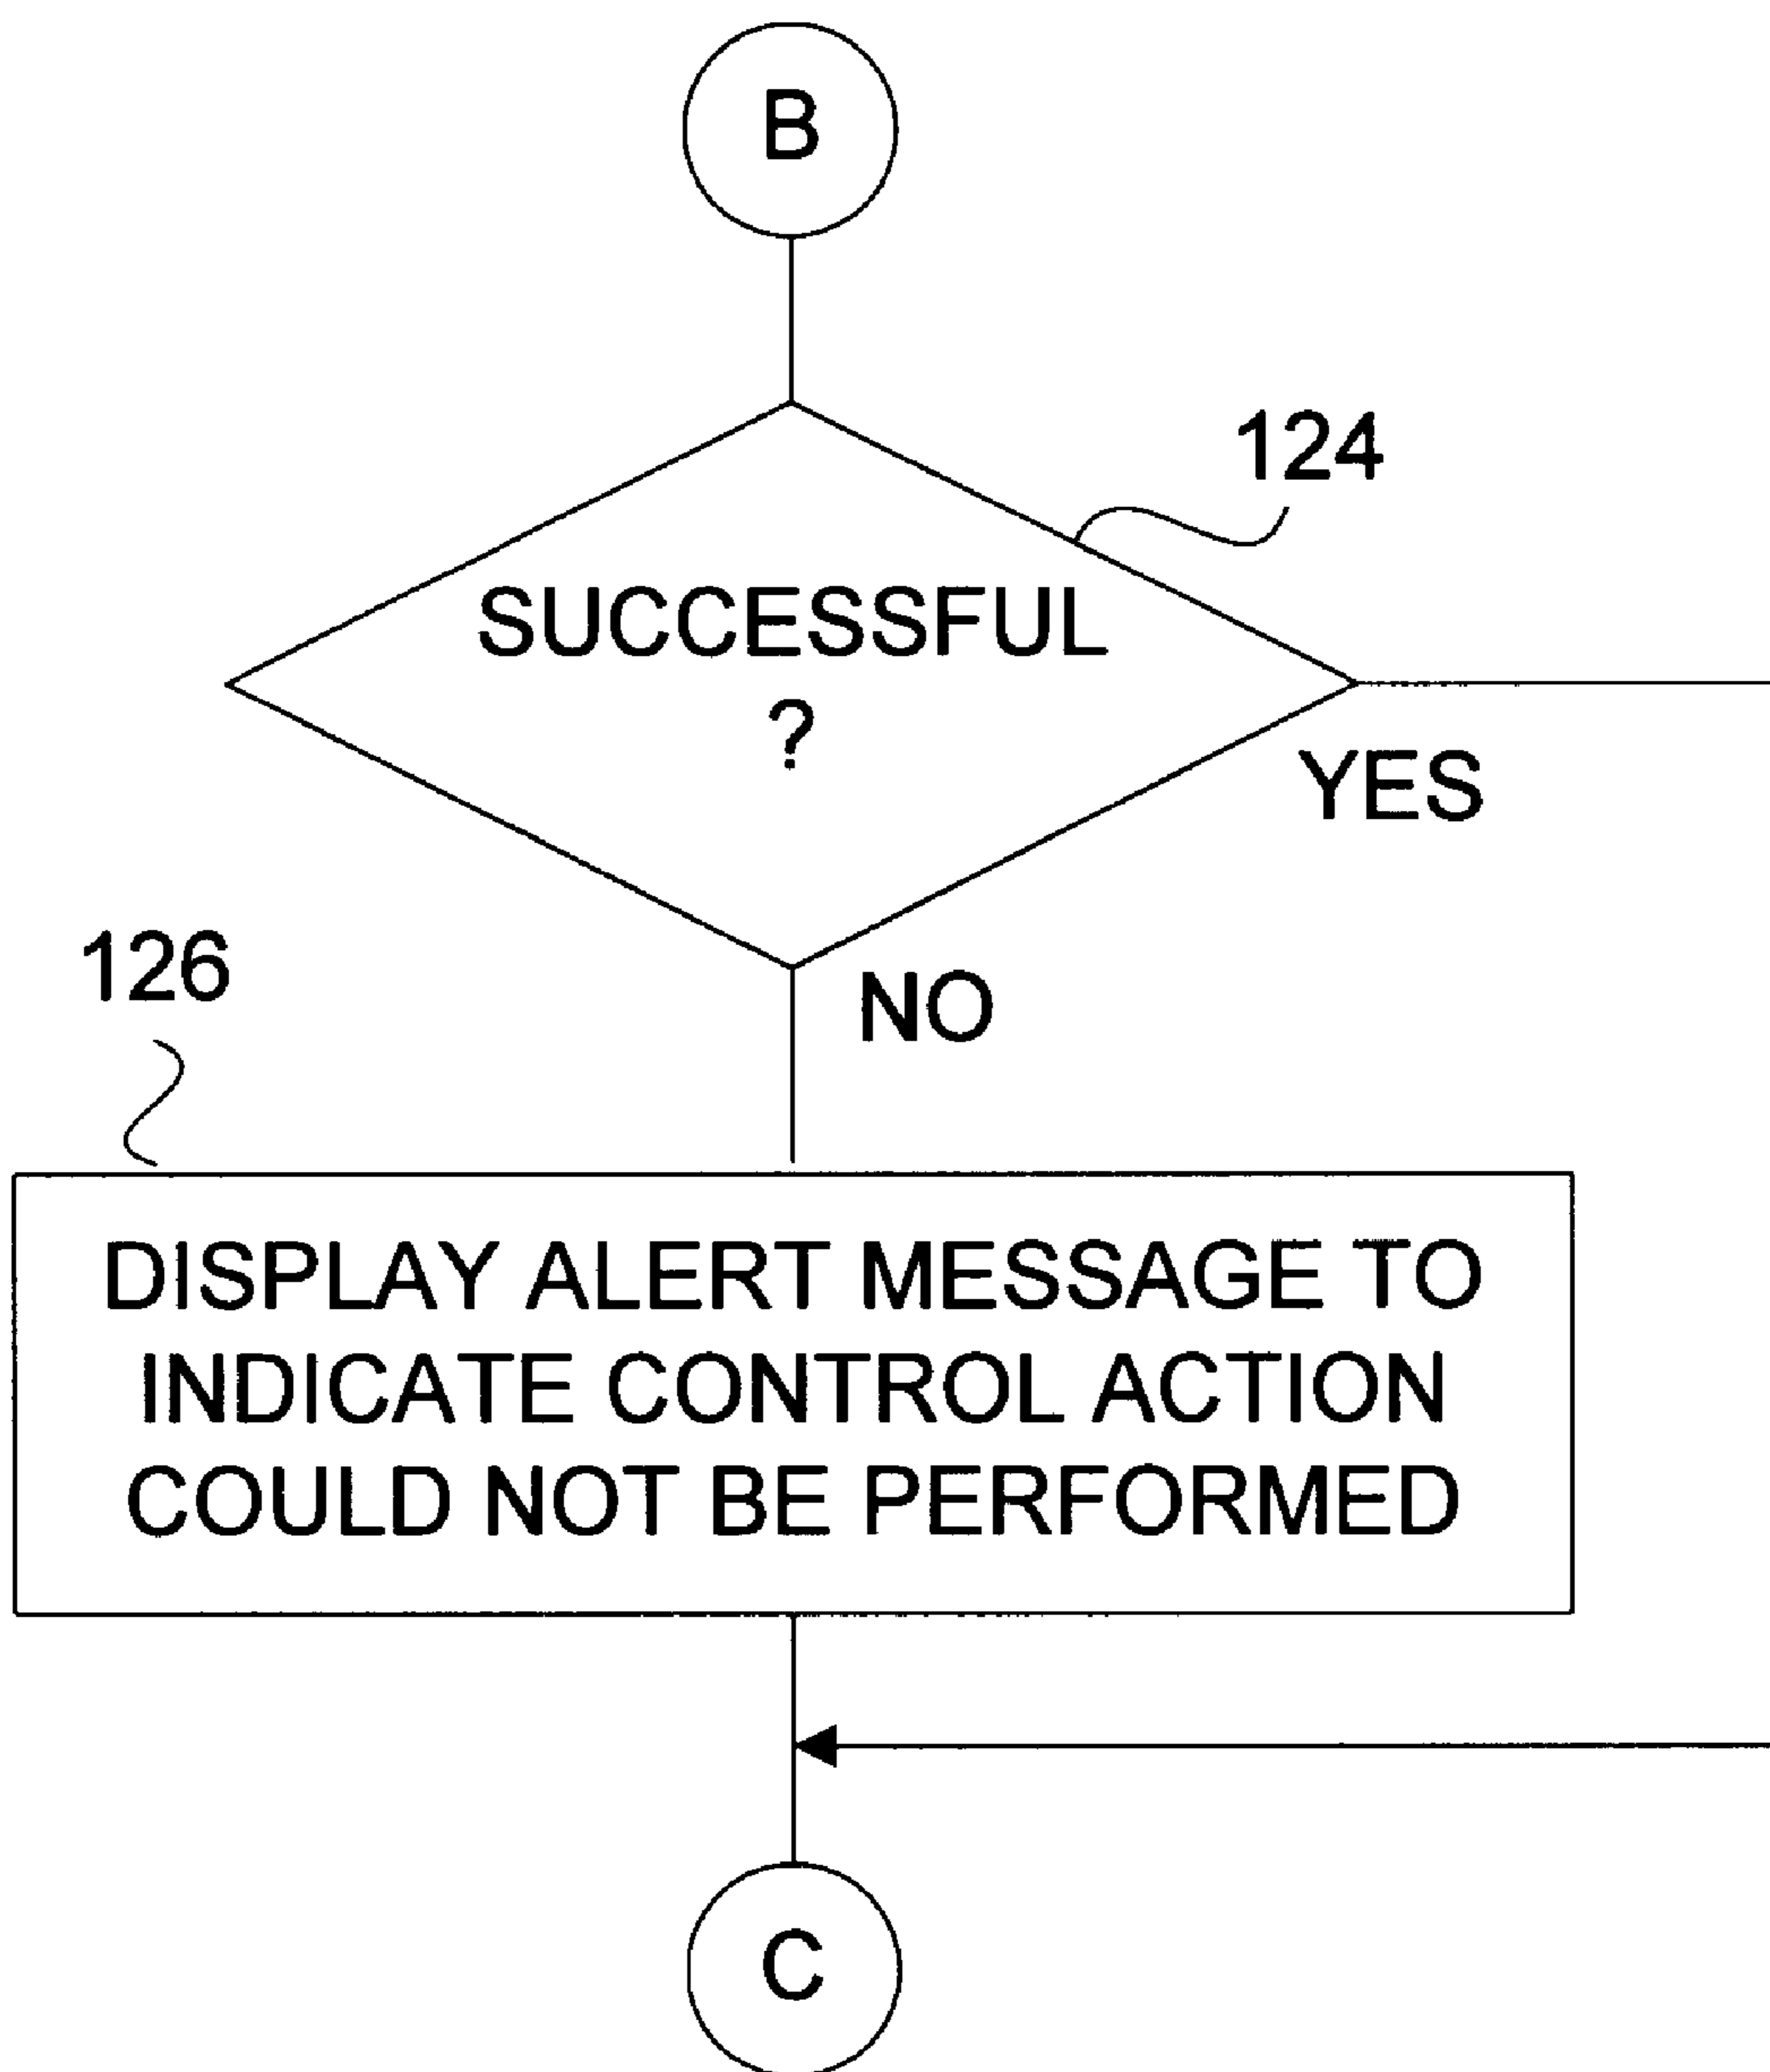 B
124
SUCCESSFUL
?
YES
126
NO
DISPLAY ALERT MESSAGE TO
INDICATE CONTROL ACTION
COULD NOT BE PERFORMED
C